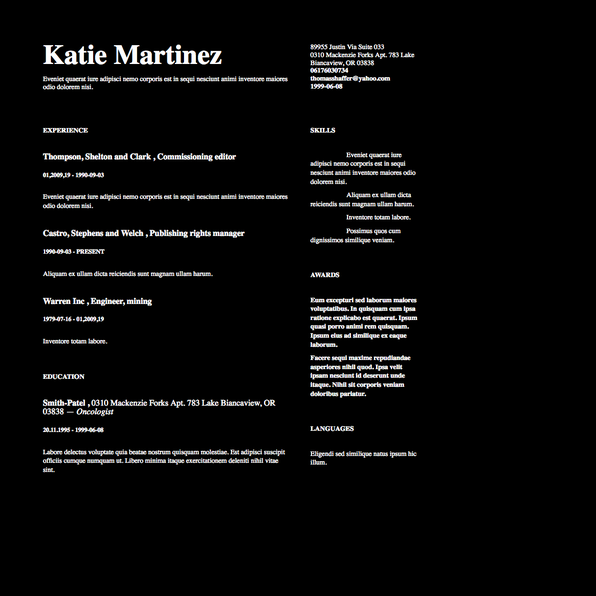 Katie Martinez
Eveniet quaerat iure adipisci nemo corporis est in sequi nesciunt animi inventore maiores
odio dolorem nisi.
89955 Justin Via Suite 033
0310 Mackenzie Forks Apt. 783 Lake
Biancaview, OR 03838
06176030734
thomasshaffer@yahoo.com
1999-06-08
EXPERIENCE
Thompson, Shelton and Clark , Commissioning editor
01,2009,19 - 1990-09-03
Eveniet quaerat iure adipisci nemo corporis est in sequi nesciunt animi inventore maiores
odio dolorem nisi.
Castro, Stephens and Welch , Publishing rights manager
1990-09-03 - PRESENT
Aliquam ex ullam dicta reiciendis sunt magnam ullam harum.
Warren Inc , Engineer, mining
1979-07-16 - 01,2009,19
Inventore totam labore.
EDUCATION
Smith-Patel , 0310 Mackenzie Forks Apt. 783 Lake Biancaview, OR
03838 — Oncologist
20.11.1995 - 1999-06-08
Labore delectus voluptate quia beatae nostrum quisquam molestiae. Est adipisci suscipit
officiis cumque numquam ut. Libero minima itaque exercitationem deleniti nihil vitae
sint.
SKILLS
Eveniet quaerat iure
adipisci nemo corporis est in sequi
nesciunt animi inventore maiores odio
dolorem nisi.
Aliquam ex ullam dicta
reiciendis sunt magnam ullam harum.
Inventore totam labore.
Possimus quos cum
dignissimos similique veniam.
AWARDS
Eum excepturi sed laborum maiores
voluptatibus. In quisquam cum ipsa
ratione explicabo est quaerat. Ipsum
quasi porro animi rem quisquam.
Ipsum eius ad similique ex eaque
laborum.
Facere sequi maxime repudiandae
asperiores nihil quod. Ipsa velit
ipsam nesciunt id deserunt unde
itaque. Nihil sit corporis veniam
doloribus pariatur.
LANGUAGES
Eligendi sed similique natus ipsum hic
illum.